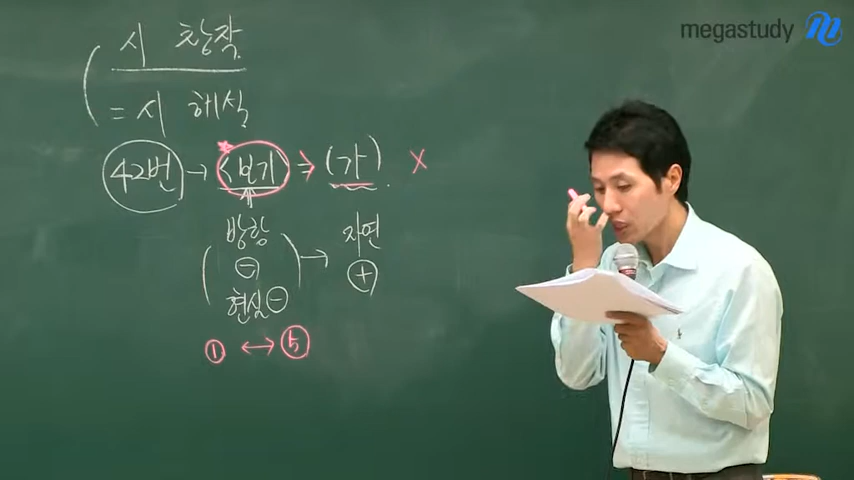 megastudy
시 창작
= 시 해석
42번 → <보기> ⇒ (가) X
방황 자연
⊖ → ⊕
현실 ⊖
① ↔ ⑤